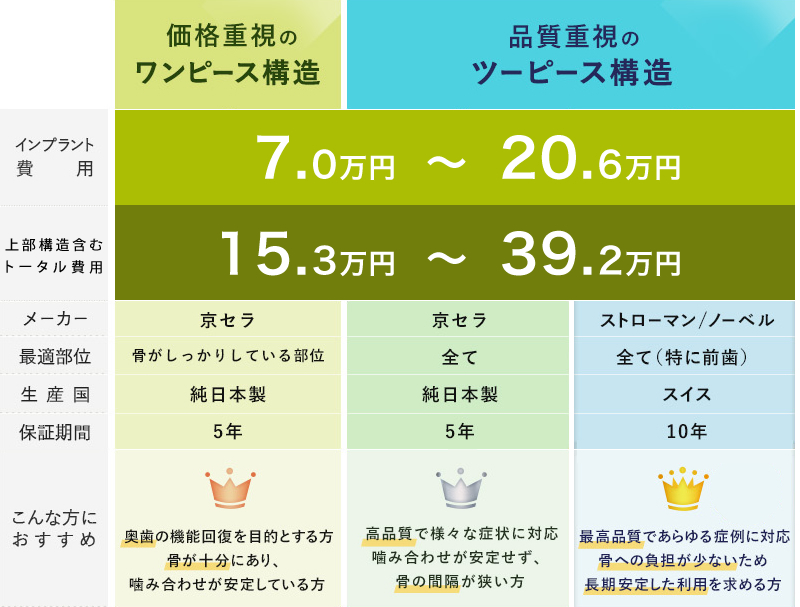 価格重視の
ワンピース構造
品質重視の
ツーピース構造
インプラント
費用
7.0万円 ～ 20.6万円
上部構造含む
トータル費用
15.3万円 ～ 39.2万円
メーカー
京セラ
京セラ
ストローマン/ノーベル
最適部位
骨がしっかりしている部位
全て
全て（特に前歯）
生産国
純日本製
純日本製
スイス
保証期間
5年
5年
10年
こんな方に
おすすめ
奥歯の機能回復を目的とする方
骨が十分にあり、
噛み合わせが安定している方
高品質で様々な症状に対応
噛み合わせが安定せず、
骨の間隔が狭い方
最高品質であらゆる症例に対応
骨への負担が少ないため
長期安定した利用を求める方